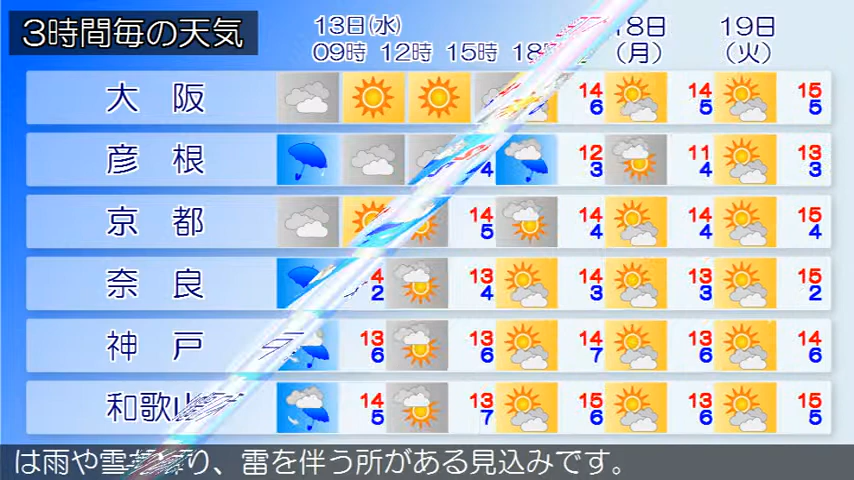 3時間毎の天気
13日(水)
18日 19日
09時 12時 15時
(月) (火)
大阪 14 6 14 5 15 5
彦根 4 12 3 11 4 13 3
京都 14 5 14 4 14 4 15 4
奈良 2 13 4 14 3 13 3 15 2
神戸 13 6 13 6 14 7 13 6 14 6
和歌山 14 5 13 7 15 6 13 6 15 5
は雨や雪が り、雷を伴う所がある見込みです。